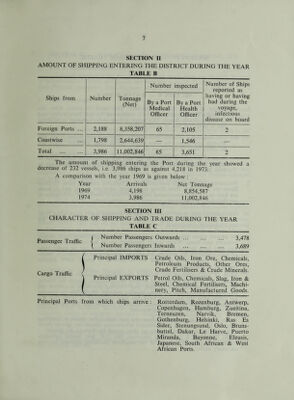 7
SECTION II
AMOUNT OF SHIPPING ENTERING THE DISTRICT DURING THE YEAR
TABLE B
Ships from | Number | Tonnage (Net) | Number inspected | By a Port Medical Officer | By a Port Health Officer | Number of Ships reported as having or having had during the voyage, infectious disease on board
Foreign Ports ... 2,188 8,358,207 65 2,105 2
Coastwise 1,798 2,644,639 — 1,546 —
Total ... ... 3,986 11,002,846 65 3,651 2
The amount of shipping entering the Port during the year showed a
decrease of 232 vessels, i.e. 3,986 ships as against 4,218 in 1973.
A comparison with the year 1969 is given below :
Year Arrivals Net Tonnage
1969 4,198 8,854,587
1974 3,986 11,002,846
SECTION III
CHARACTER OF SHIPPING AND TRADE DURING THE YEAR
TABLE C
Passenger Traffic
Number Passengers Outwards ... ... ... ... 3,478
Number Passengers Inwards ... ... ... ... 3,689
Cargo Traffic
Principal IMPORTS Crude Oils, Iron Ore, Chemicals,
Petroleum Products, Other Ores,
Crude Fertilisers & Crude Minerals.
Principal EXPORTS Petrol Oils, Chemicals, Slag, Iron &
Steel, Chemical Fertilisers, Machi-
nery, Pitch, Manufactured Goods.
Principal Ports from which ships arrive : Rotterdam, Rozenburg, Antwerp,
Copenhagen, Hamburg, Zueitina,
Terneuzen, Narvik, Bremen,
Gothenburg, Helsinki, Ras Es
Sider, Stenungsund, Oslo, Bruns-
buttel, Dakar, Le Havre, Puerto
Miranda, Bayonne, Eleusis,
Japanese, South African & West
African Ports.